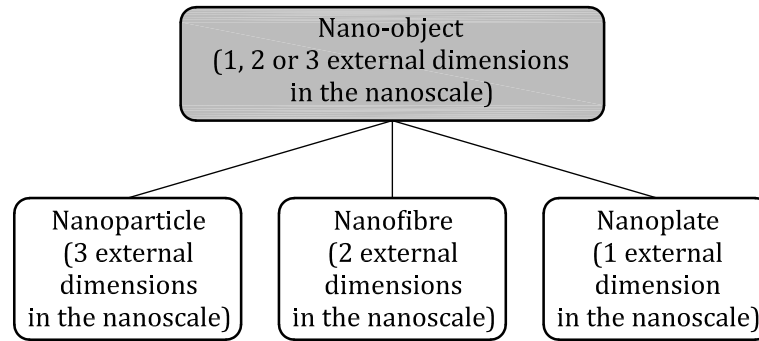 Nano-object
(1, 2 or 3 external dimensions
in the nanoscale)
Nanoparticle
(3 external
dimensions
in the nanoscale)
Nanofibre
(2 external
dimensions
in the nanoscale)
Nanoplate
(1 external
dimension
in the nanoscale)